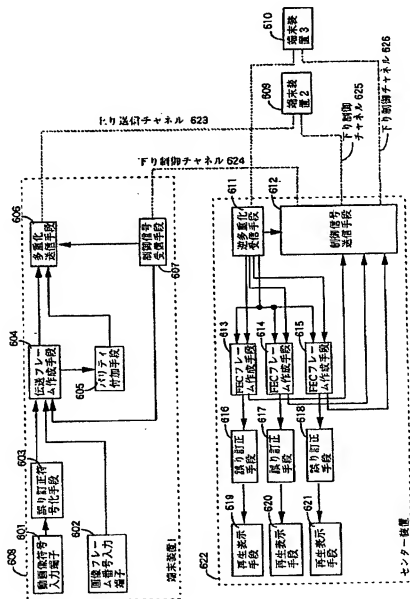 608
601
動画像符号
入力端子
602
画像フレー
ム番号入力
端子
603
誤り訂正符
号化手段
604
伝送フレー
ム作成手段
605
パリティ
付加手段
606
多重化
送信手段
607
制御信号
受信手段
端末装置1
上り送信チャネル 623
下り制御チャネル 624
609
端末装
置2
610
端末装
置3
下り制御
チャネル 625
下り制御チャネル 626
622
611
逆多重化
受信手段
612
制御信号
送信手段
613
FECフレー
ム作成手段
614
FECフレー
ム作成手段
615
FECフレー
ム作成手段
616
誤り訂正
手段
617
誤り訂正
手段
618
誤り訂正
手段
619
再生表示
手段
620
再生表示
手段
621
再生表示
手段
センター装置